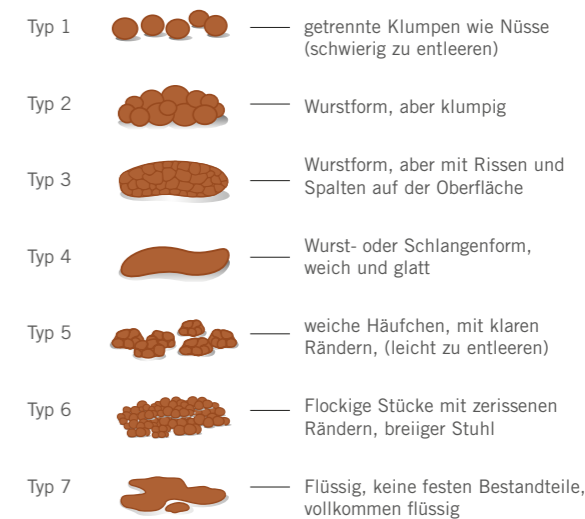 Typ 1
getrennte Klumpen wie Nüsse
(schwierig zu entleeren)
Typ 2
Wurstform, aber klumpig
Typ 3
Wurstform, aber mit Rissen und
Spalten auf der Oberfläche
Typ 4
Wurst- oder Schlangenform,
weich und glatt
Typ 5
weiche Häufchen, mit klaren
Rändern, (leicht zu entleeren)
Typ 6
Flockige Stücke mit zerissenen
Rändern, breiiger Stuhl
Typ 7
Flüssig, keine festen Bestandteile,
vollkommen flüssig